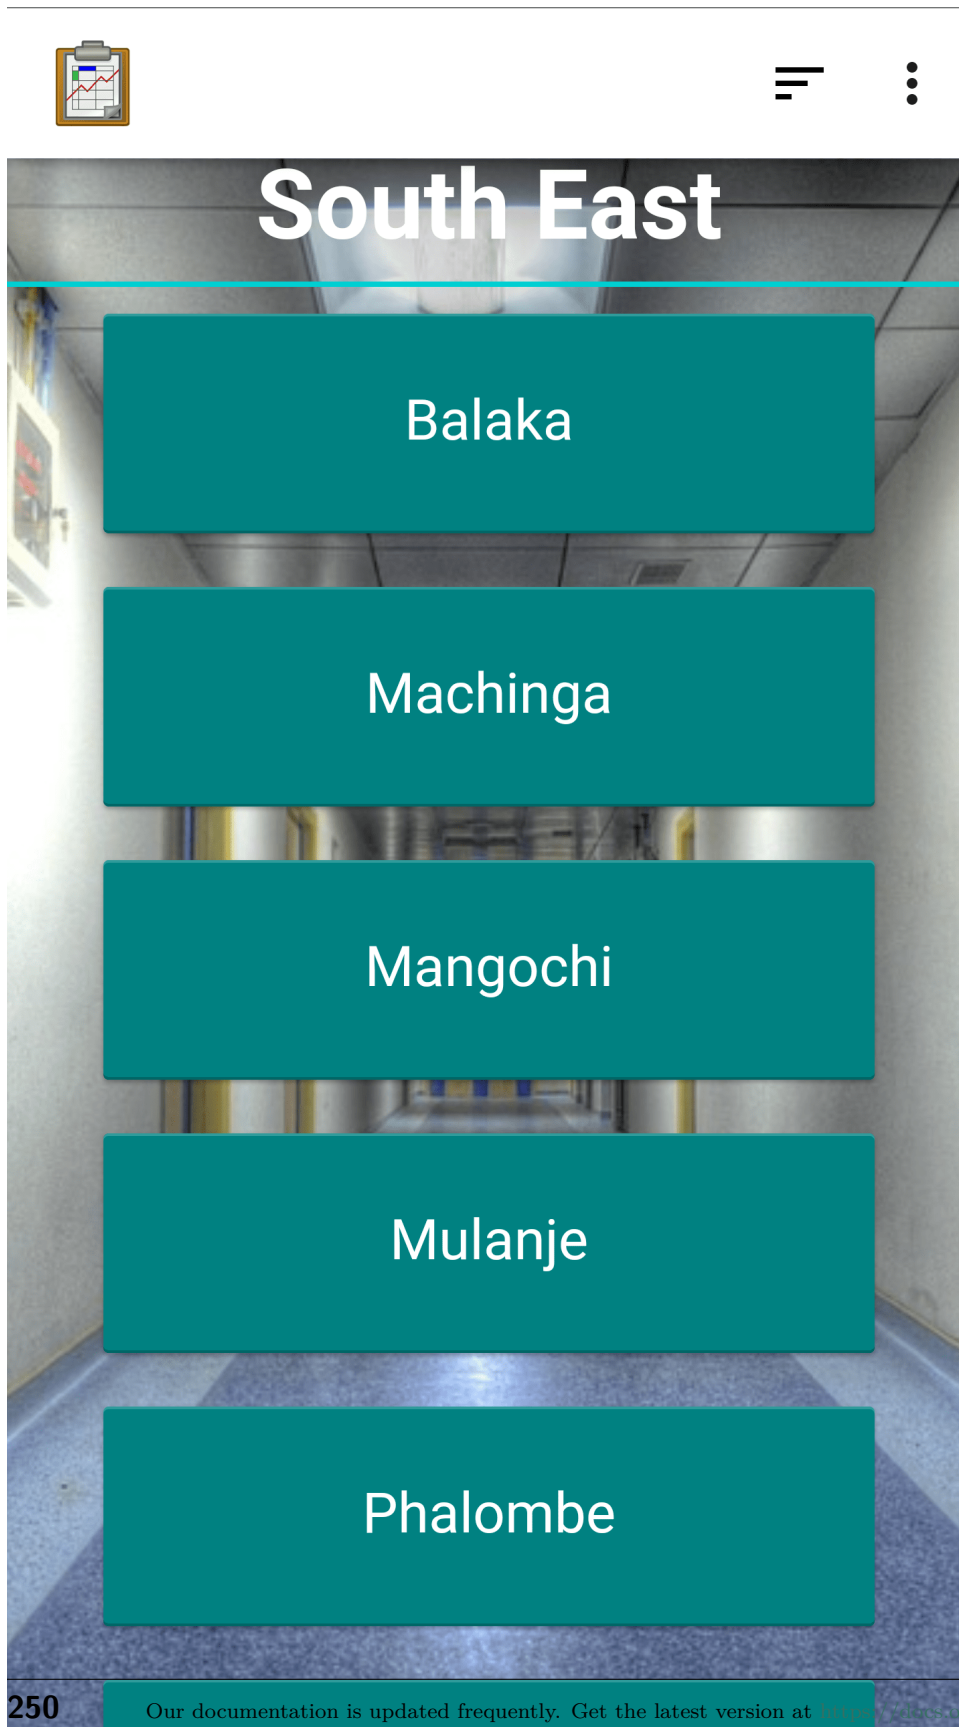 South East
Balaka
Machinga
Mangochi
Mulanje
Phalombe
250 Our documentation is updated frequently. Get the latest version at